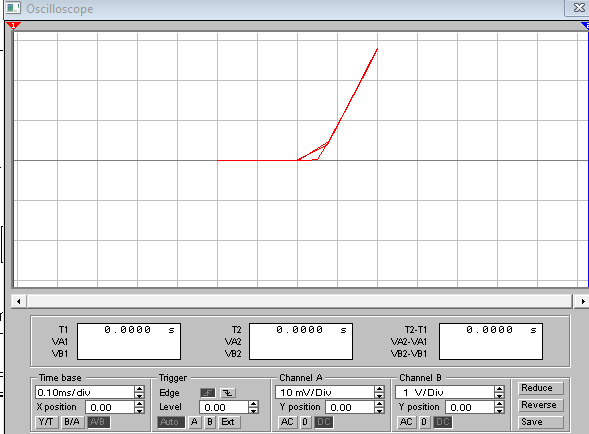 Oscilloscope
1
T1 0.0000 s T2 0.0000 s T2-T1 0.0000 s
VA1 VA2 VA2-VA1
VB1 VB2 VB2-VB1
Time base Trigger Channel A Channel B Reduce
0.10ms/div Edge 10 mV/Div 1 V/Div Reverse
X position 0.00 Level 0.00 Y position 0.00 Y position 0.00
Y/T B/A A/B Auto A B Ext AC 0 DC AC 0 DC Save